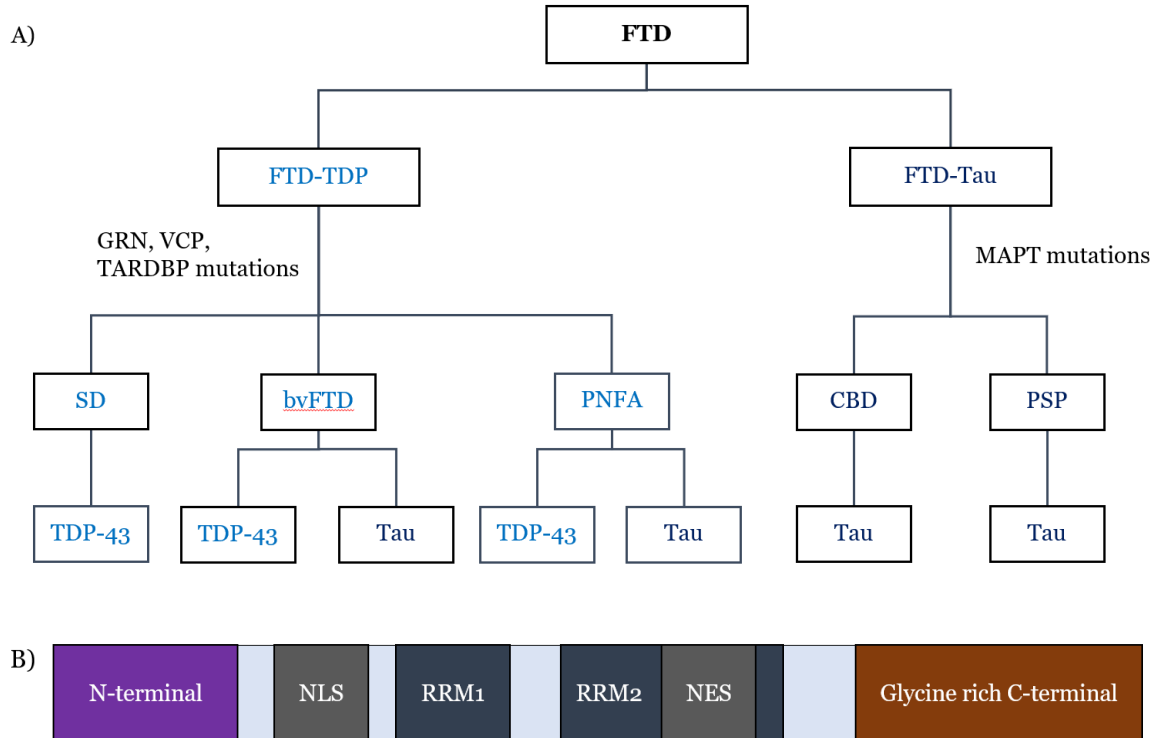 A)
FTD
FTD-TDP
FTD-Tau
GRN, VCP,
TARDBP mutations
MAPT mutations
SD
bvFTD
PNFA
CBD
PSP
TDP-43
TDP-43
Tau
TDP-43
Tau
Tau
Tau
B)
N-terminal
NLS
RRM1
RRM2
NES
Glycine rich C-terminal